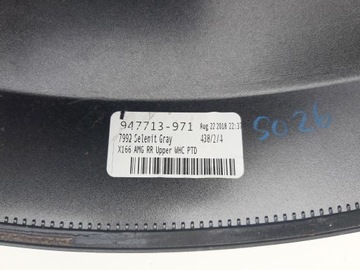 947713-971 Aug 22 2018 22:37
7992 Selenit Gray 438/2/4
X166 AMG RR Upper WHC PTD
5026